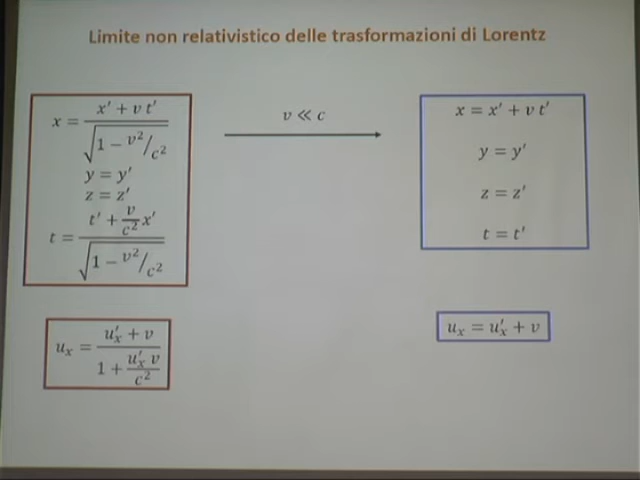 Limite non relativistico delle trasformazioni di Lorentz
x = (x′ + v t′) / √(1 − v²/c²)
y = y′
z = z′
t = (t′ + (v/c²) x′) / √(1 − v²/c²)
v ≪ c
x = x′ + v t′
y = y′
z = z′
t = t′
uₓ = (u′ₓ + v) / (1 + (u′ₓ v)/c²)
uₓ = u′ₓ + v